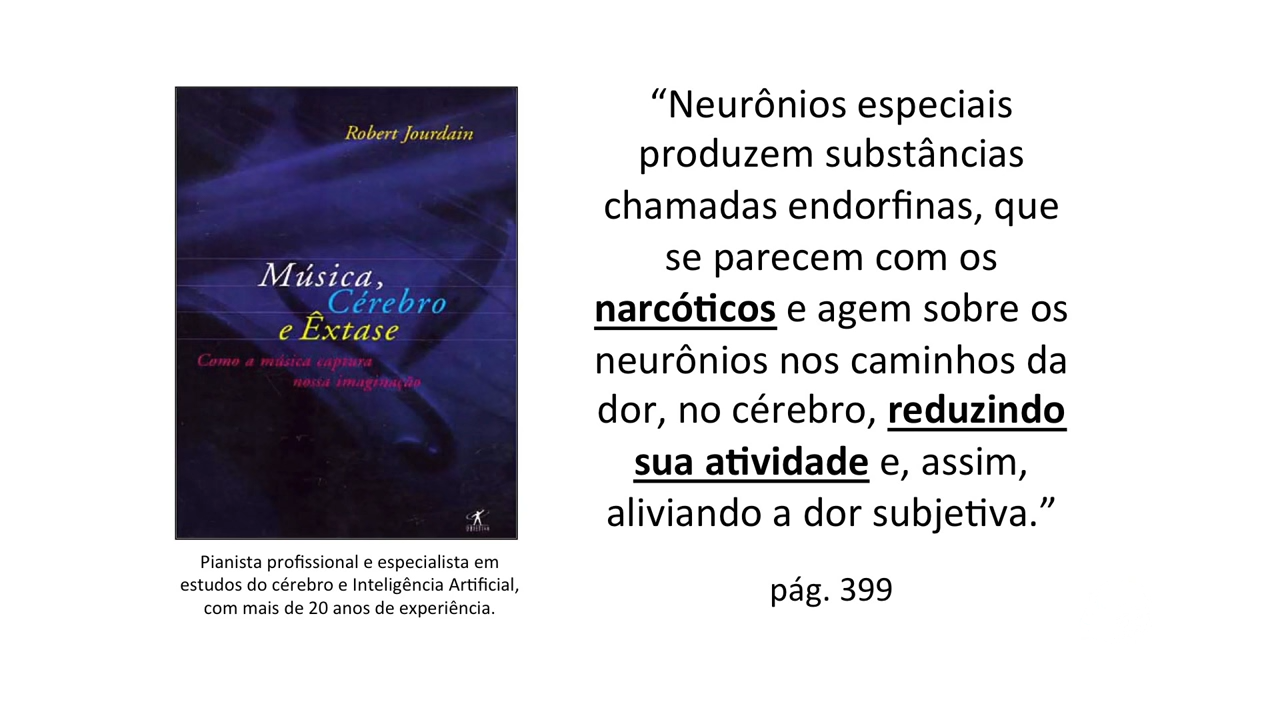 Robert Jourdain
Música,
Cérebro
e Êxtase
Como a música captura
nossa imaginação
OBJETIVA
Pianista profissional e especialista em
estudos do cérebro e Inteligência Artificial,
com mais de 20 anos de experiência.
“Neurônios especiais
produzem substâncias
chamadas endorfinas, que
se parecem com os
narcóticos e agem sobre os
neurônios nos caminhos da
dor, no cérebro, reduzindo
sua atividade e, assim,
aliviando a dor subjetiva.”
pág. 399